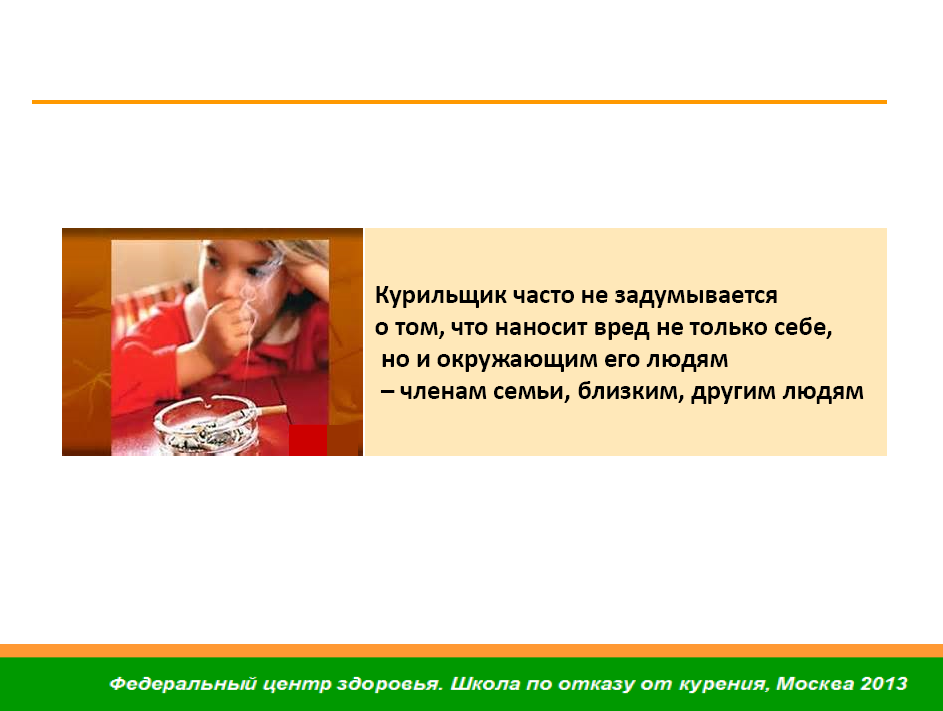 Курильщик часто не задумывается
о том, что наносит вред не только себе,
но и окружающим его людям
– членам семьи, близким, другим людям
Федеральный центр здоровья. Школа по отказу от курения, Москва 2013